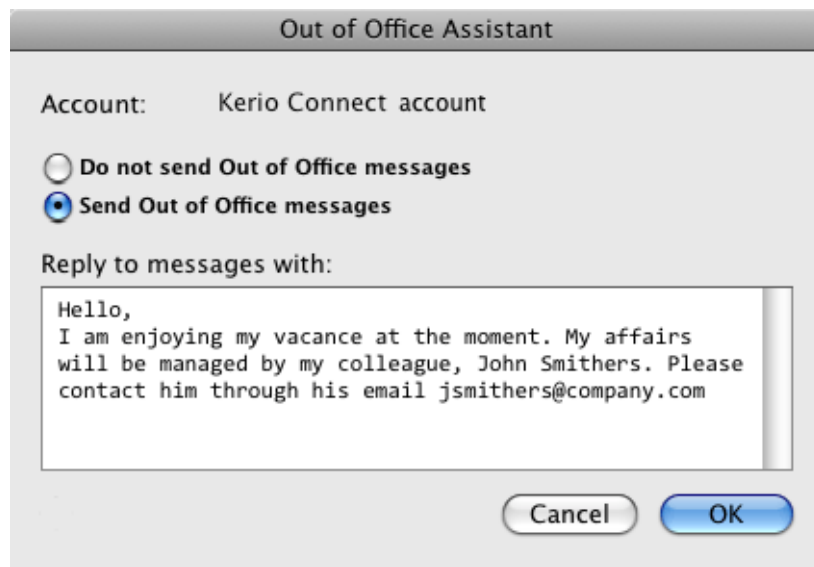 Out of Office Assistant
Account: Kerio Connect account
Do not send Out of Office messages
Send Out of Office messages
Reply to messages with:
Hello,
I am enjoying my vacance at the moment. My affairs
will be managed by my colleague, John Smithers. Please
contact him through his email jsmithers@company.com
Cancel OK